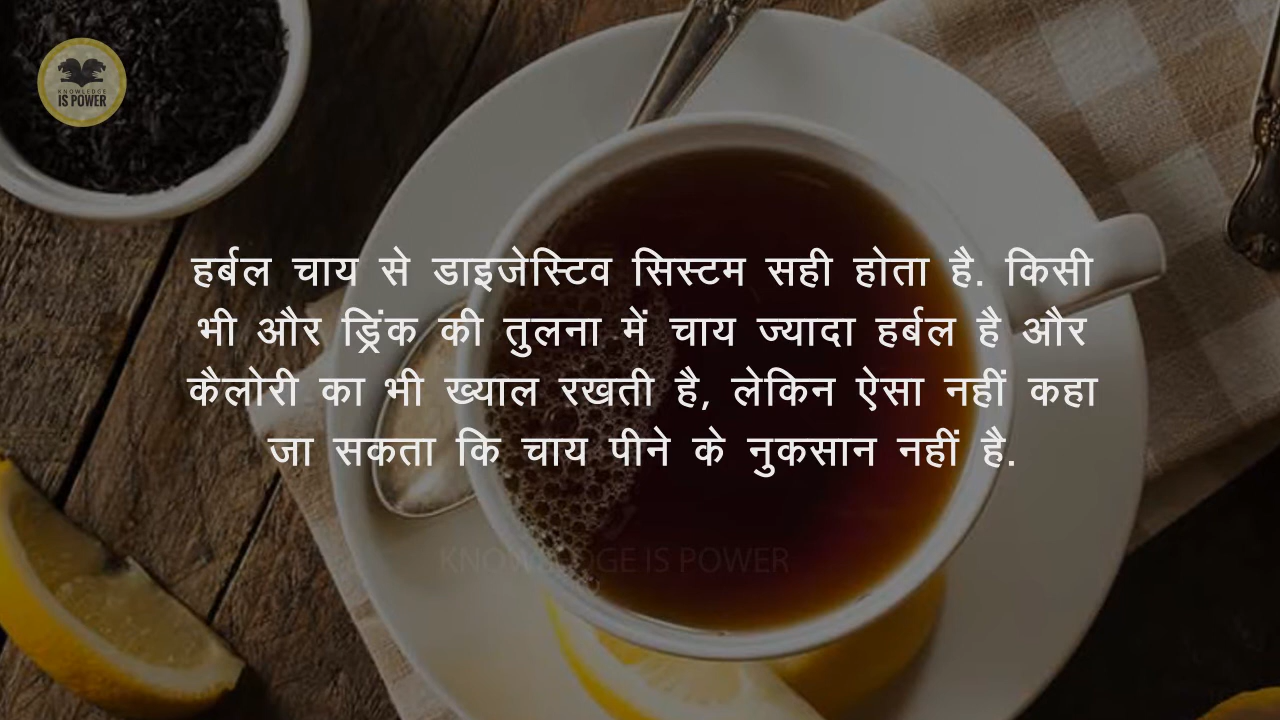 KNOWLEDGE
IS POWER
हर्बल चाय से डाइजेस्टिव सिस्टम सही होता है. किसी
भी और ड्रिंक की तुलना में चाय ज्यादा हर्बल है और
कैलोरी का भी ख्याल रखती है, लेकिन ऐसा नहीं कहा
जा सकता कि चाय पीने के नुकसान नहीं है.
KNOWLEDGE IS POWER